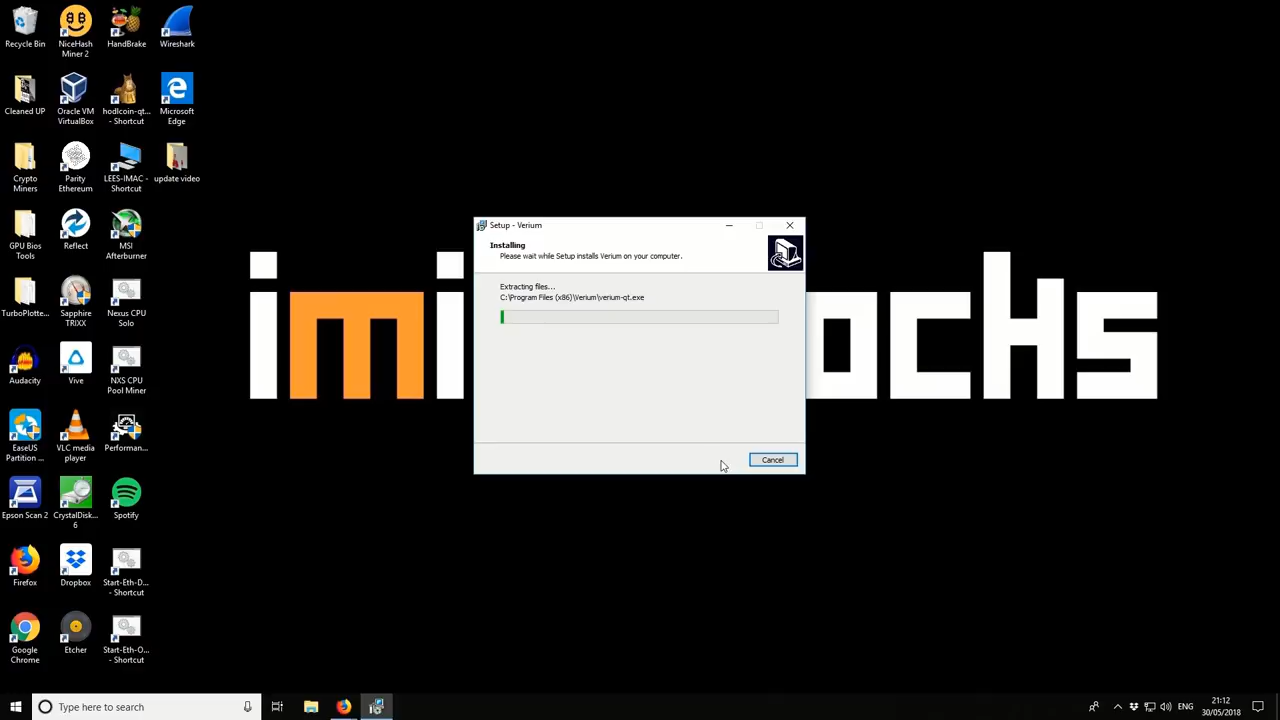 Recycle Bin
NiceHash
Miner 2
HandBrake
Wireshark
Cleaned UP
Oracle VM
VirtualBox
hodlcoin-qt...
- Shortcut
Microsoft
Edge
Crypto
Miners
Parity
Ethereum
LEES-IMAC -
Shortcut
update video
GPU Bios
Tools
Reflect
MSI
Afterburner
TurboPlotte...
Sapphire
TRIXX
Nexus CPU
Solo
Audacity
Vive
NXS CPU
Pool Miner
EaseUS
Partition ...
VLC media
player
Performan...
Epson Scan 2
CrystalDisk...
6
Spotify
Firefox
Dropbox
Start-Eth-D...
- Shortcut
Google
Chrome
Etcher
Start-Eth-O...
- Shortcut
Setup - Verium
Installing
Please wait while Setup installs Verium on your computer.
Extracting files...
C:\Program Files (x86)\Verium\verium-qt.exe
Cancel
Type here to search
ENG
21:12
30/05/2018